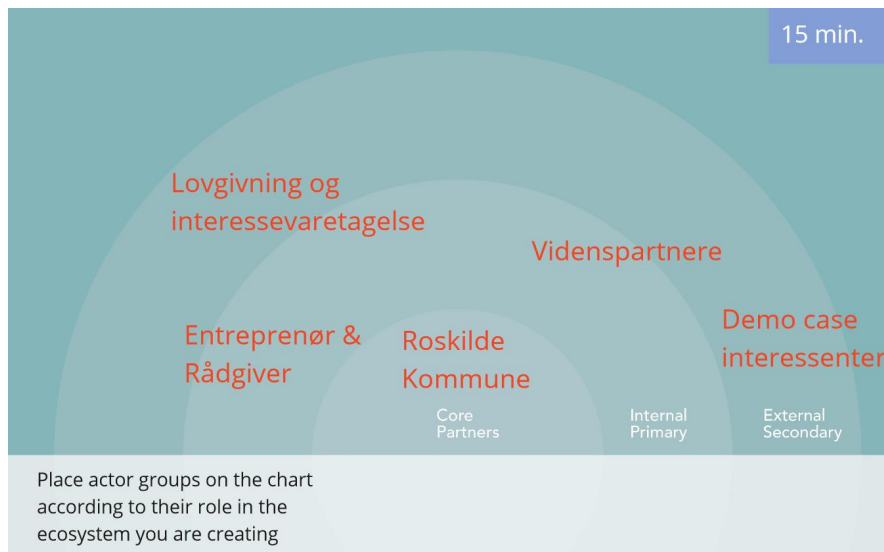 15 min.
Lovgivning og
interessevaretagelse
Videnspartnere
Entreprenør &
Rådgiver
Roskilde
Kommune
Demo case
interessenter
Core
Partners
Internal
Primary
External
Secondary
Place actor groups on the chart
according to their role in the
ecosystem you are creating